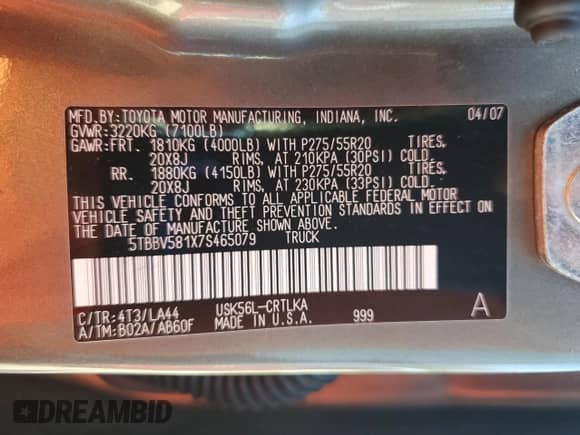 MFD.BY:TOYOTA MOTOR MANUFACTURING, INDIANA, INC. 04/07
GVWR:3220KG (7100LB)
GAWR:FRT. 1810KG (4000LB) WITH P275/55R20 TIRES,
20X8J RIMS, AT 210KPA (30PSI) COLD.
RR. 1880KG (4150LB) WITH P275/55R20 TIRES,
20X8J RIMS, AT 230KPA (33PSI) COLD.
THIS VEHICLE CONFORMS TO ALL APPLICABLE FEDERAL MOTOR
VEHICLE SAFETY AND THEFT PREVENTION STANDARDS IN EFFECT ON
THE DATE OF MANUFACTURE SHOWN ABOVE.
5TBBV581X7S465079 TRUCK
C/TR:4T3/LA44 USK56L-CRTLKA
A/TM:B02A/AB60F MADE IN U.S.A. 999 A
DREAMBID